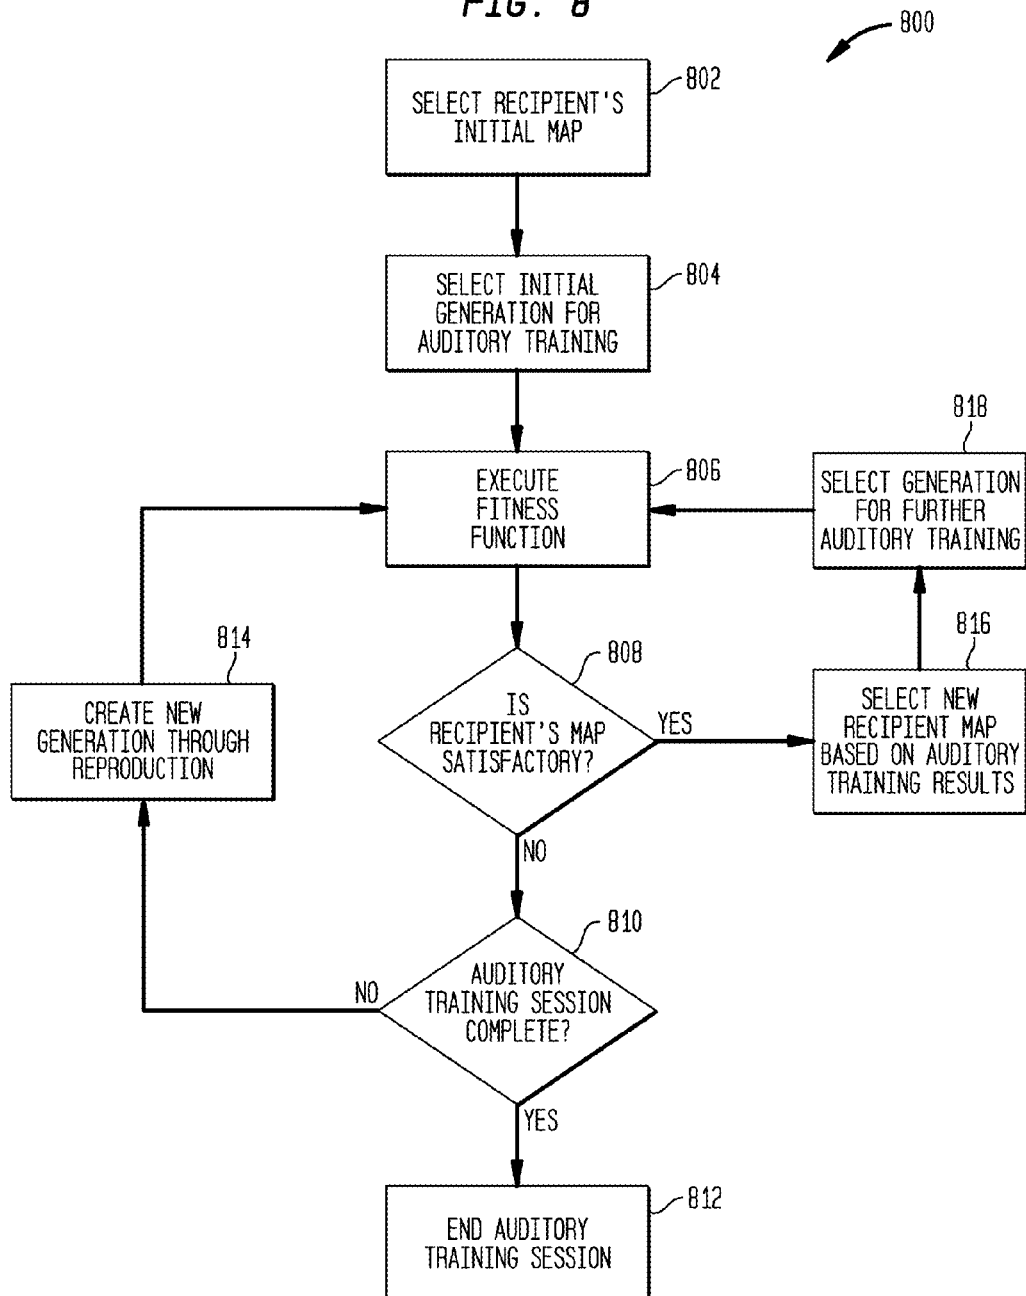 FIG. 8
800
802
SELECT RECIPIENT'S
INITIAL MAP
804
SELECT INITIAL
GENERATION FOR
AUDITORY TRAINING
818
806
EXECUTE
FITNESS
FUNCTION
SELECT GENERATION
FOR FURTHER
AUDITORY TRAINING
814
808
816
CREATE NEW
GENERATION THROUGH
REPRODUCTION
IS
RECIPIENT'S MAP
SATISFACTORY?
YES
SELECT NEW
RECIPIENT MAP
BASED ON AUDITORY
TRAINING RESULTS
NO
810
NO
AUDITORY
TRAINING SESSION
COMPLETE?
YES
812
END AUDITORY
TRAINING SESSION